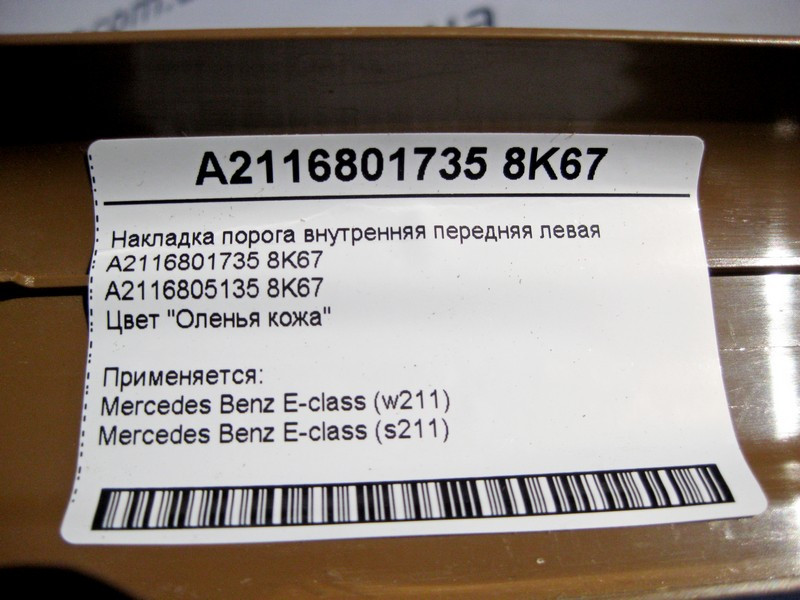 A2116801735 8K67
Накладка порога внутренняя передняя левая
A2116801735 8K67
A2116805135 8K67
Цвет "Оленья кожа"
Применяется:
Mercedes Benz E-class (w211)
Mercedes Benz E-class (s211)